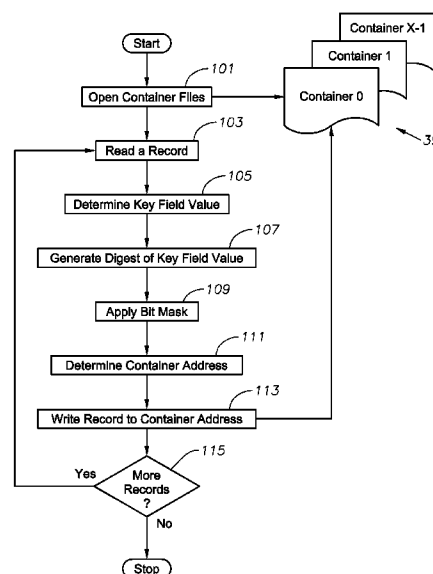 Start
Container X-1
Container 1
Container 0
101
Open Container Files
103
Read a Record
105
Determine Key Field Value
107
Generate Digest of Key Field Value
109
Apply Bit Mask
111
Determine Container Address
113
Write Record to Container Address
115
Yes
More
Records
?
No
Stop